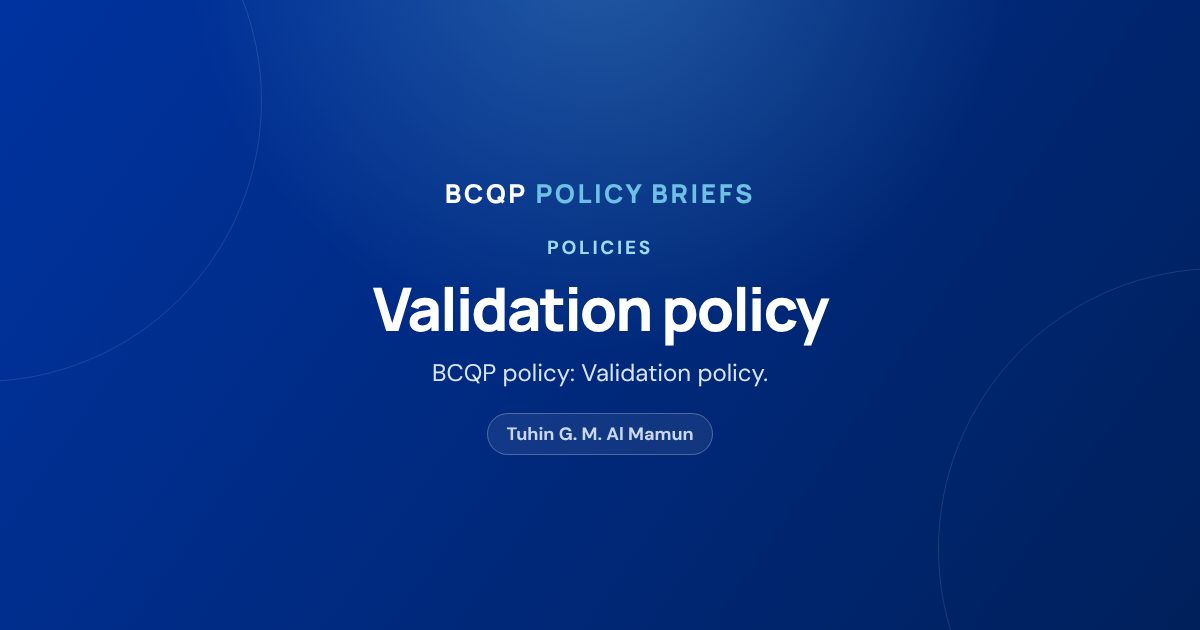 BCQP POLICY BRIEFS
POLICIES
Validation policy
BCQP policy: Validation policy.
Tuhin G. M. Al Mamun